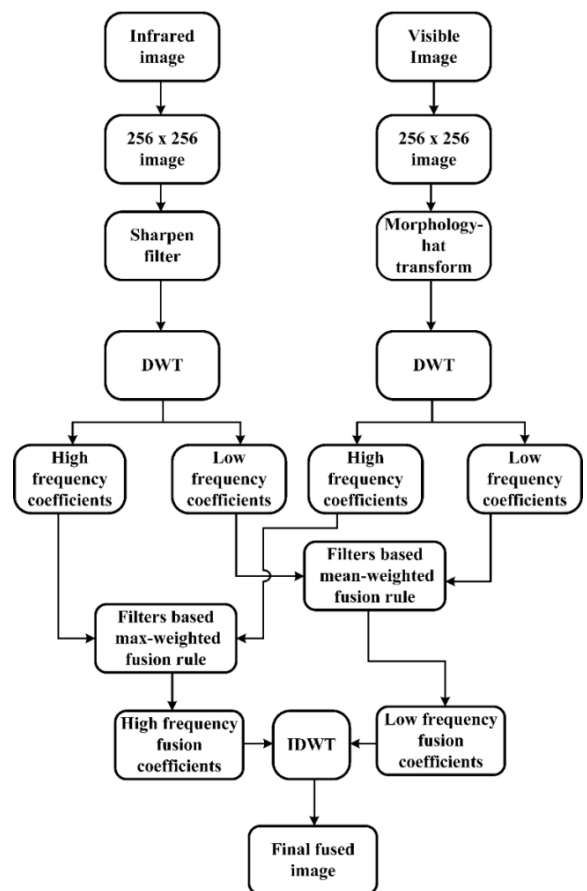 Infrared
image
Visible
Image
256 x 256
image
256 x 256
image
Sharpen
filter
Morphology-
hat
transform
DWT
DWT
High
frequency
coefficients
Low
frequency
coefficients
High
frequency
coefficients
Low
frequency
coefficients
Filters based
mean-weighted
fusion rule
Filters based
max-weighted
fusion rule
High frequency
fusion
coefficients
IDWT
Low frequency
fusion
coefficients
Final fused
image